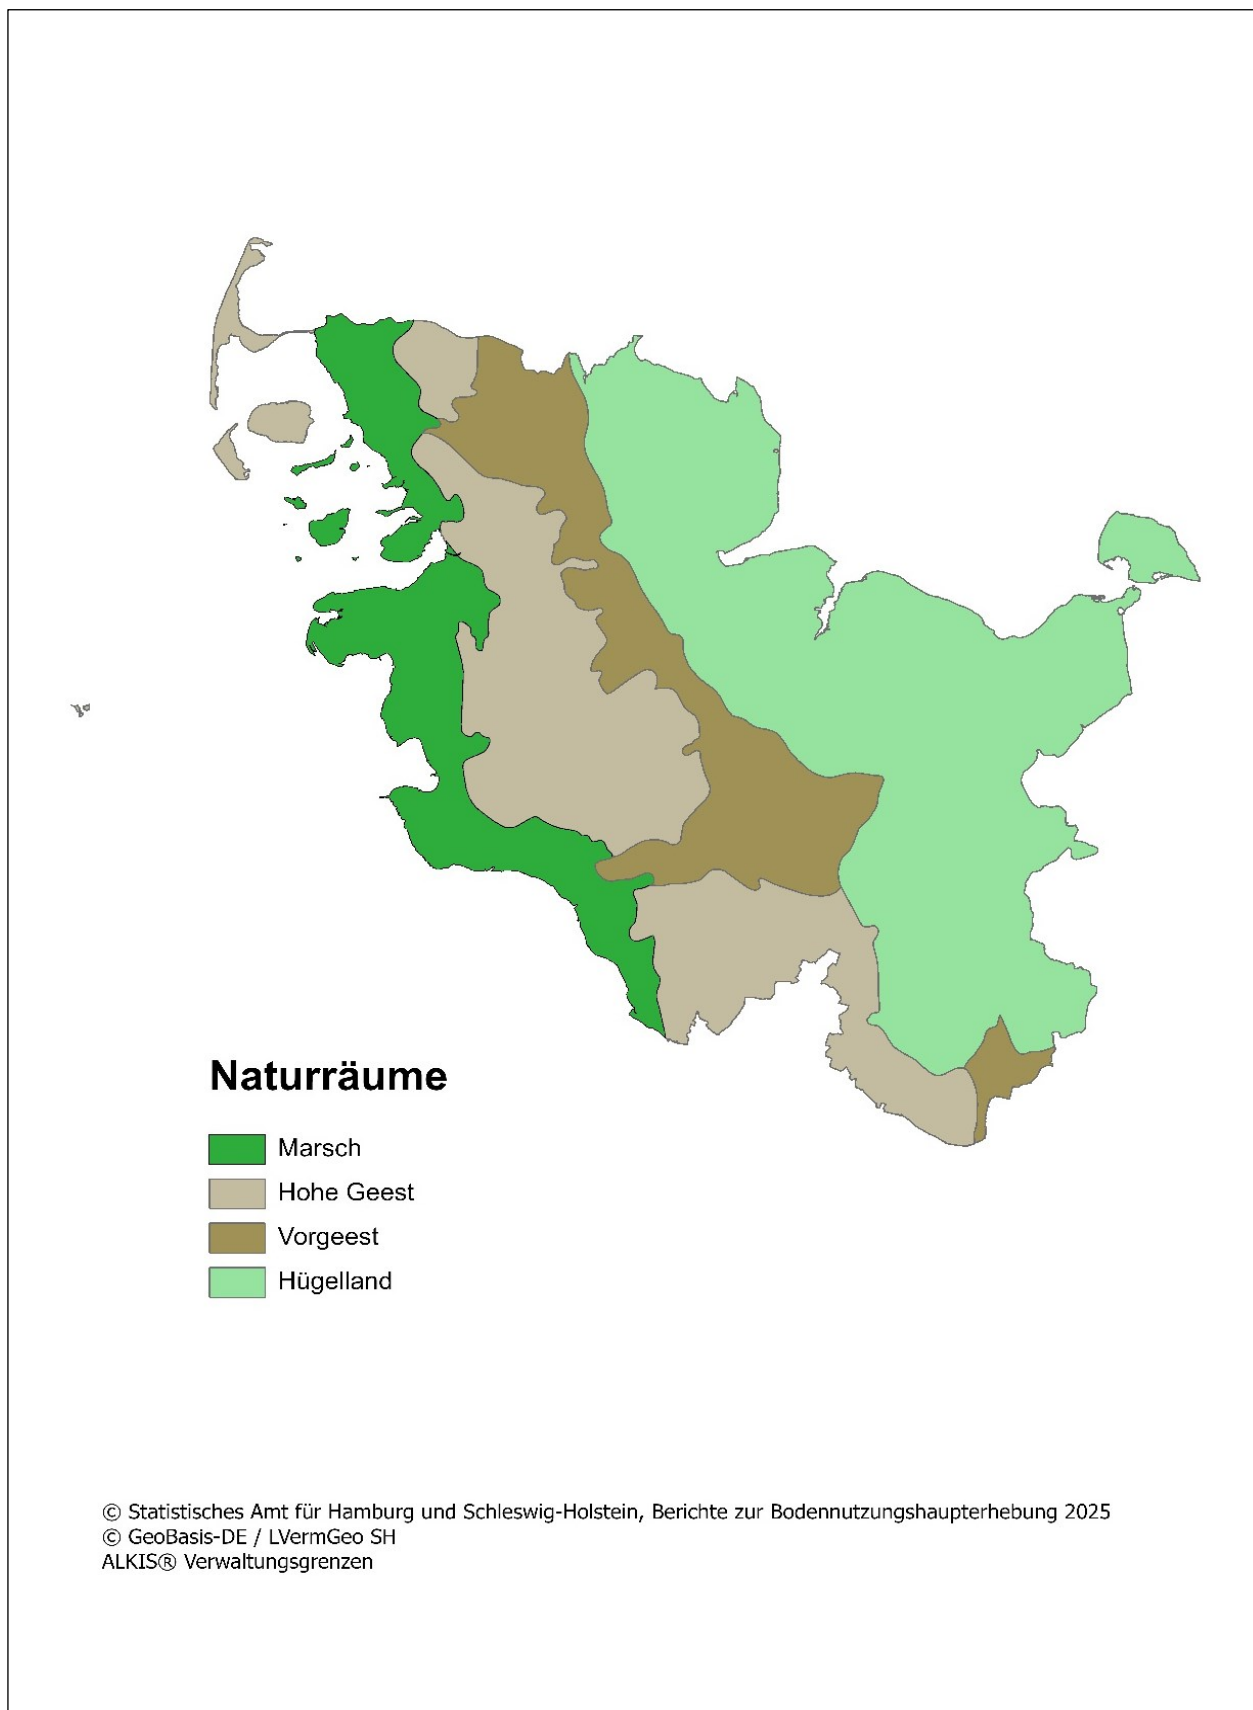 Naturräume
Marsch
Hohe Geest
Vorgeest
Hügelland
© Statistisches Amt für Hamburg und Schleswig-Holstein, Berichte zur Bodennutzungshaupterhebung 2025
© GeoBasis-DE / LVermGeo SH
ALKIS® Verwaltungsgrenzen